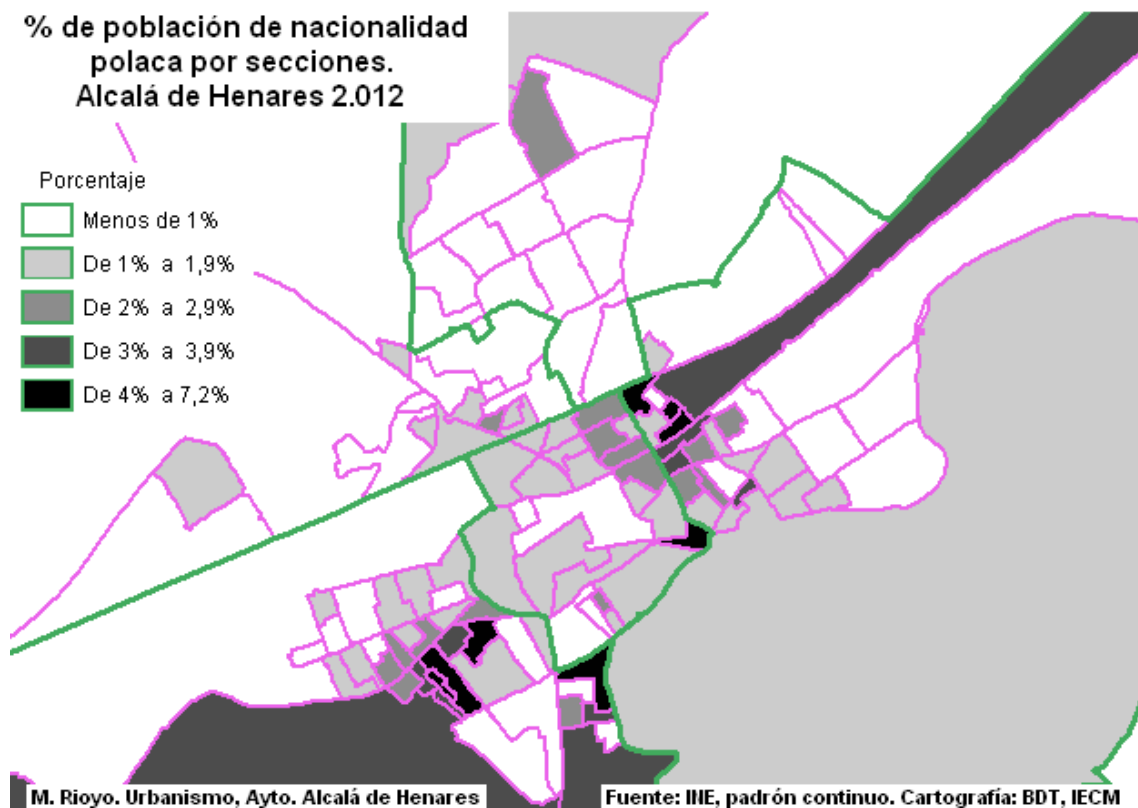 % de población de nacionalidad
polaca por secciones.
Alcalá de Henares 2.012
Porcentaje
Menos de 1%
De 1% a 1,9%
De 2% a 2,9%
De 3% a 3,9%
De 4% a 7,2%
M. Rioyo. Urbanismo, Ayto. Alcalá de Henares
Fuente: INE, padrón continuo. Cartografía: BDT, IECM